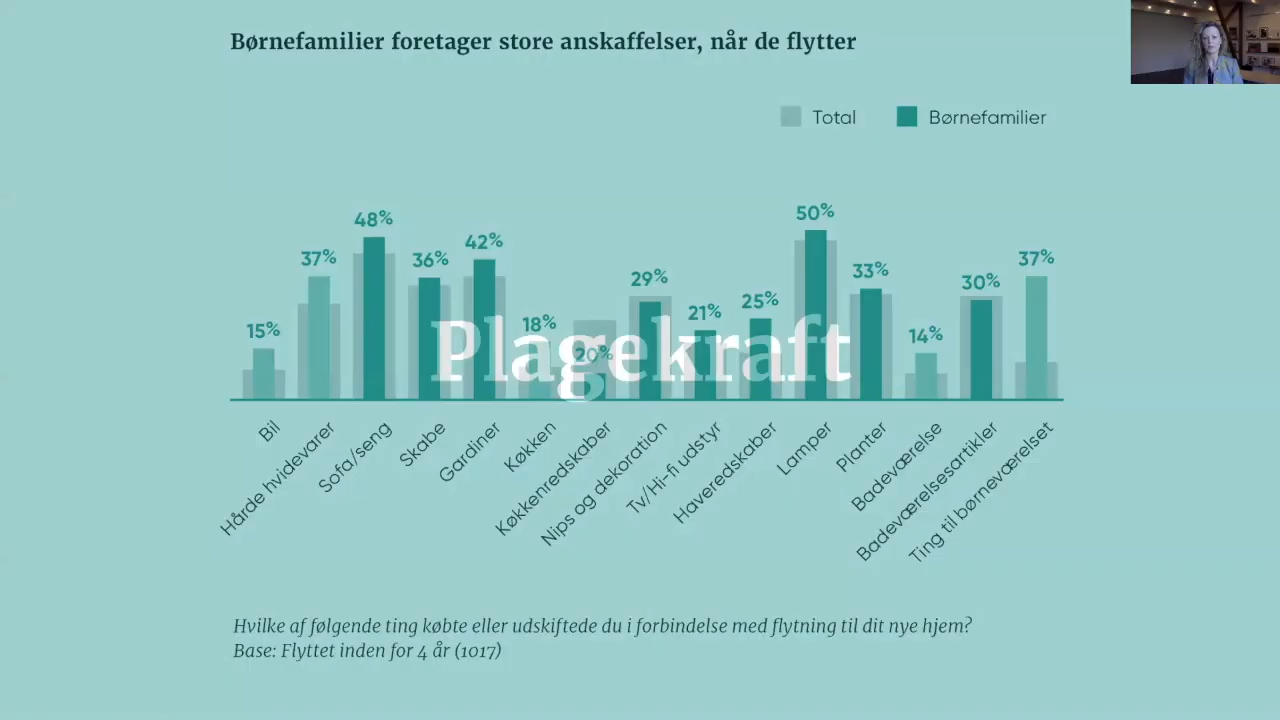 Børnefamilier foretager store anskaffelser, når de flytter
Total
Børnefamilier
15%
37%
48%
36%
42%
18%
20%
29%
21%
25%
50%
33%
14%
30%
37%
Plagekraft
Bil
Hårde hvidevarer
Sofa/seng
Skabe
Gardiner
Køkken
Køkkenredskaber
Nips og dekoration
Tv/Hi-fi udstyr
Haveredskaber
Lamper
Planter
Badeværelse
Badeværelsesartikler
Ting til børneværelset
Hvilke af følgende ting købte eller udskiftede du i forbindelse med flytning til dit nye hjem?
Base: Flyttet inden for 4 år (1017)